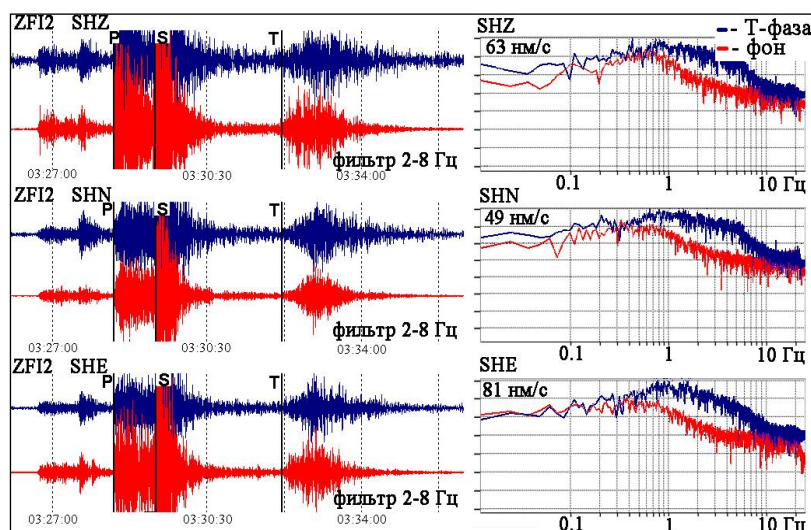 ZFI2 SHZ
P S T
фильтр 2-8 Гц
03:27:00 03:30:30 03:34:00
ZFI2 SHN
P S T
фильтр 2-8 Гц
03:27:00 03:30:30 03:34:00
ZFI2 SHE
P S T
фильтр 2-8 Гц
03:27:00 03:30:30 03:34:00
SHZ
- Т-фаза
- фон
63 нм/с
0.1 1 10 Гц
SHN
49 нм/с
0.1 1 10 Гц
SHE
81 нм/с
0.1 1 10 Гц